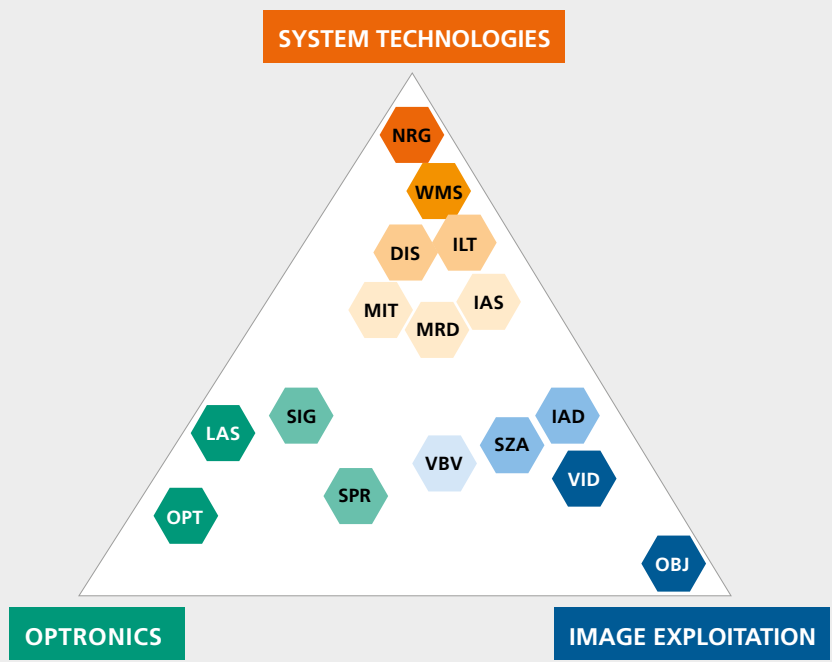 SYSTEM TECHNOLOGIES
NRG
WMS
DIS
ILT
MIT
MRD
IAS
LAS
SIG
IAD
SZA
VBV
VID
SPR
OPT
OBJ
OPTRONICS
IMAGE EXPLOITATION